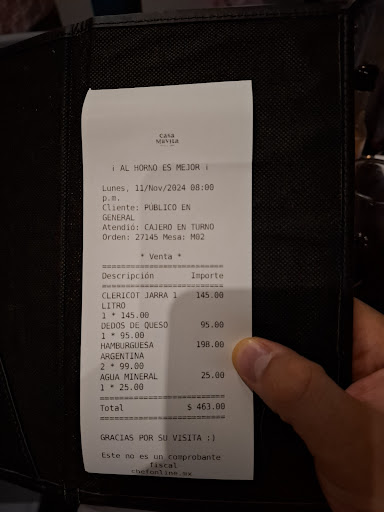 casa
¡ AL HORNO ES MEJOR ¡
Lunes, 11/Nov/2024 08:00
p.m.
Cliente: PUBLICO EN
GENERAL
Atendió: CAJERO EN TURNO
Orden: 27145 Mesa: M02
* Venta *
==========================
Descripción Importe
==========================
CLERICOT JARRA 1 145.00
LITRO
1 * 145.00
DEDOS DE QUESO 95.00
1 * 95.00
HAMBURGUESA 198.00
ARGENTINA
2 * 99.00
AGUA MINERAL 25.00
1 * 25.00
==========================
Total $ 463.00
==========================
GRACIAS POR SU VISITA :)
Este no es un comprobante
fiscal
chefonline.mx